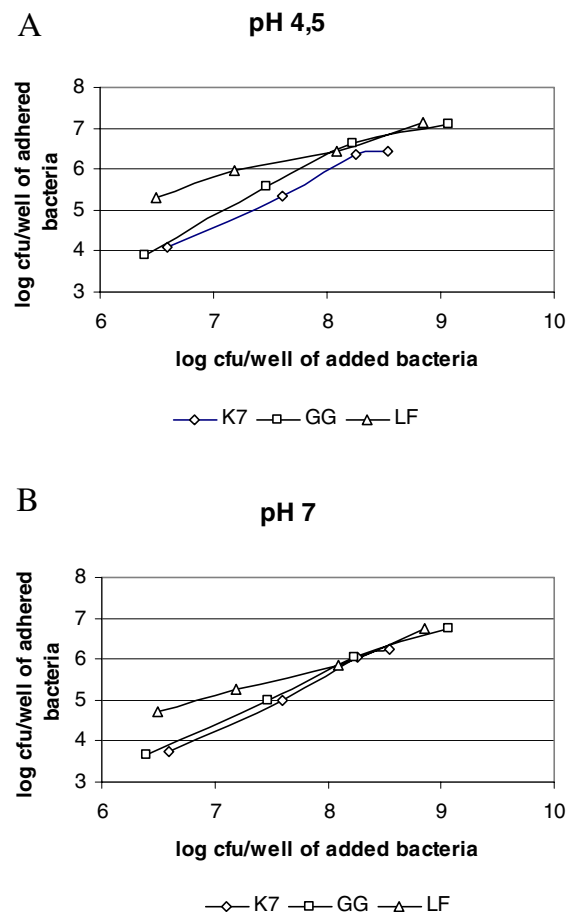 A
pH 4,5
log cfu/well of adhered
bacteria
8
7
6
5
4
3
6 7 8 9 10
log cfu/well of added bacteria
K7 GG LF
B
pH 7
log cfu/well of adhered
bacteria
8
7
6
5
4
3
6 7 8 9 10
log cfu/well of added bacteria
K7 GG LF